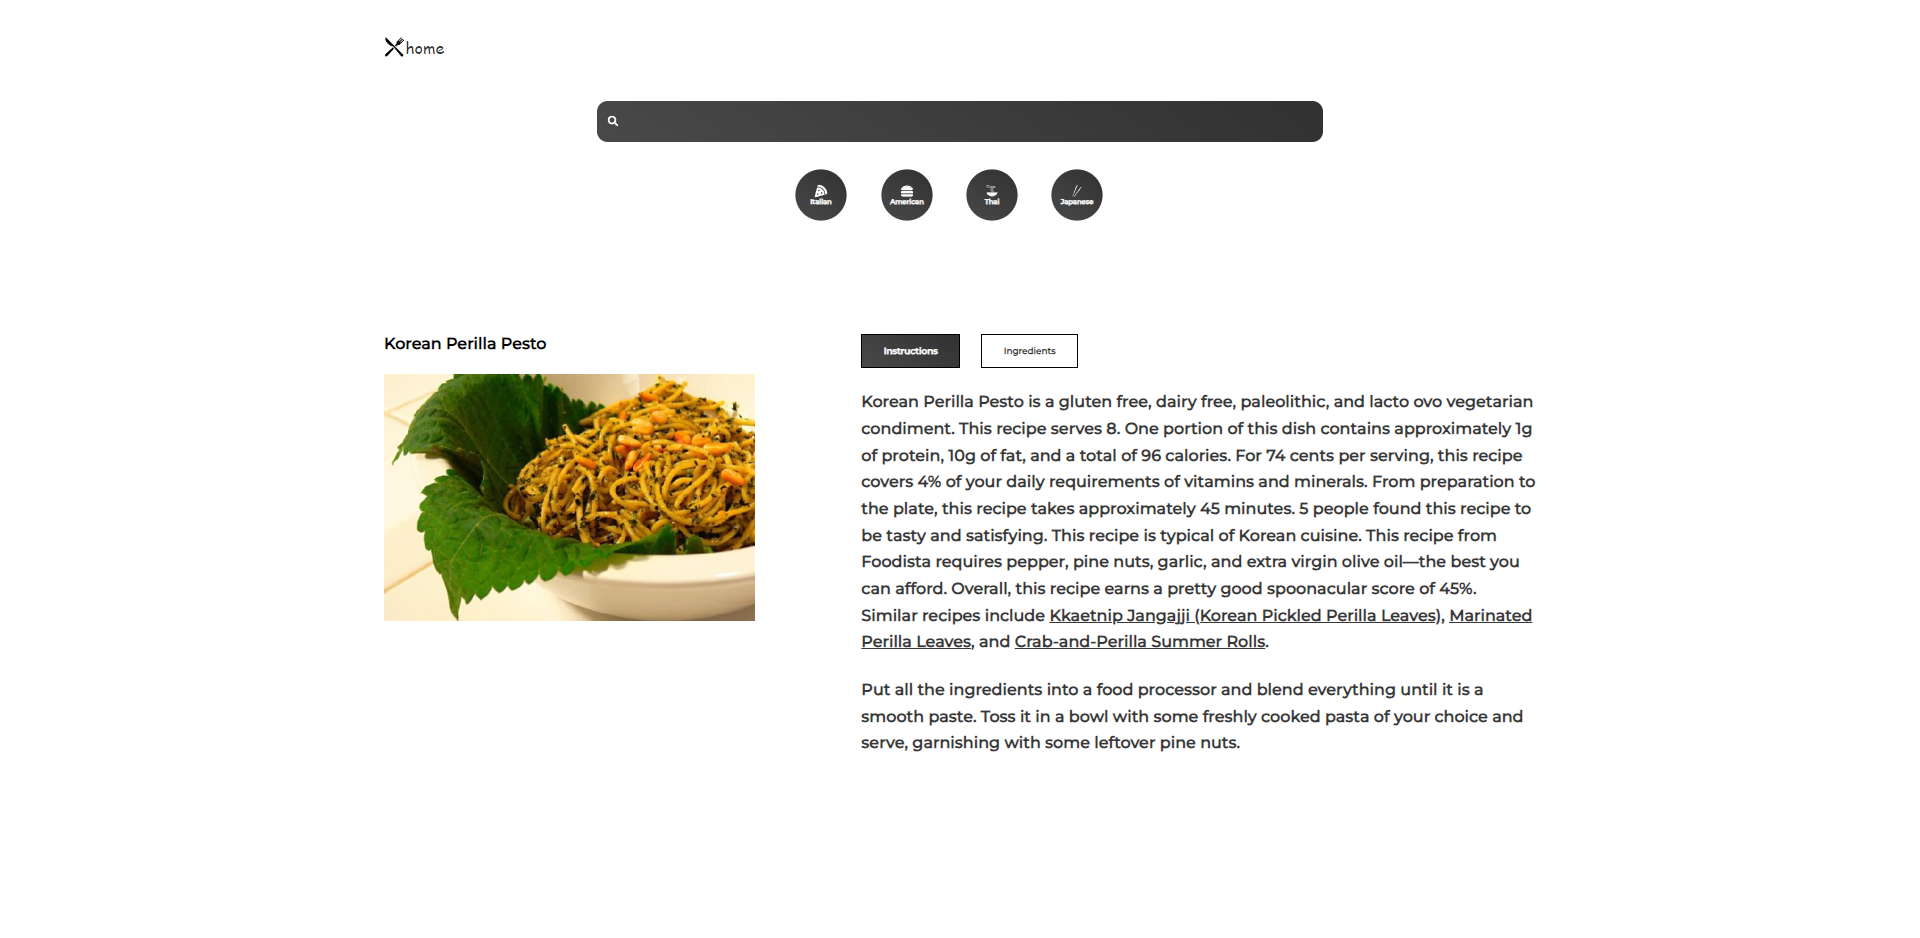 home
Italian
American
Thai
Japanese
Korean Perilla Pesto
Instructions
Ingredients
Korean Perilla Pesto is a gluten free, dairy free, paleolithic, and lacto ovo vegetarian
condiment. This recipe serves 8. One portion of this dish contains approximately 1g
of protein, 10g of fat, and a total of 96 calories. For 74 cents per serving, this recipe
covers 4% of your daily requirements of vitamins and minerals. From preparation to
the plate, this recipe takes approximately 45 minutes. 5 people found this recipe to
be tasty and satisfying. This recipe is typical of Korean cuisine. This recipe from
Foodista requires pepper, pine nuts, garlic, and extra virgin olive oil—the best you
can afford. Overall, this recipe earns a pretty good spoonacular score of 45%.
Similar recipes include Kkaetnip Jangajji (Korean Pickled Perilla Leaves), Marinated
Perilla Leaves, and Crab-and-Perilla Summer Rolls.
Put all the ingredients into a food processor and blend everything until it is a
smooth paste. Toss it in a bowl with some freshly cooked pasta of your choice and
serve, garnishing with some leftover pine nuts.